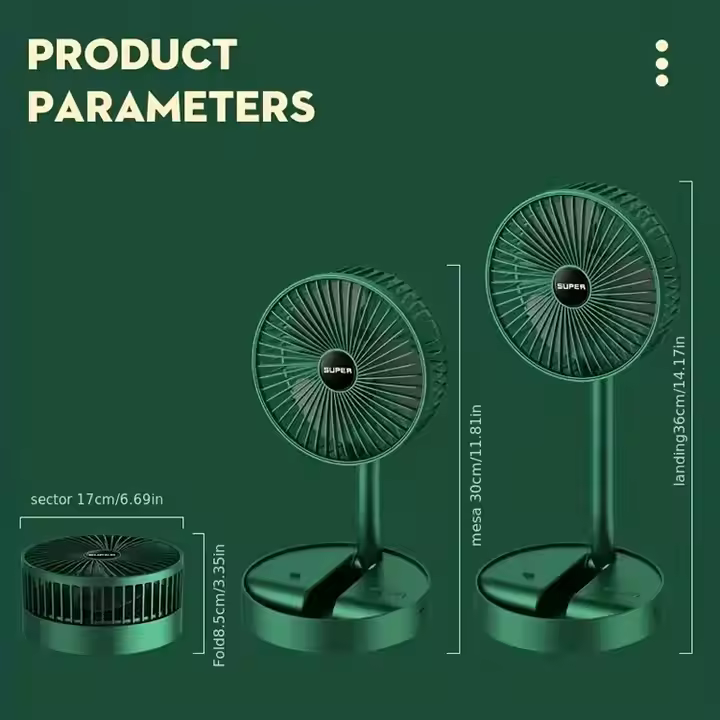 PRODUCT
PARAMETERS
SUPER
SUPER
landing36cm/14.17in
mesa 30cm/11.81in
sector 17cm/6.69in
SUPER
Fold8.5cm/3.35in